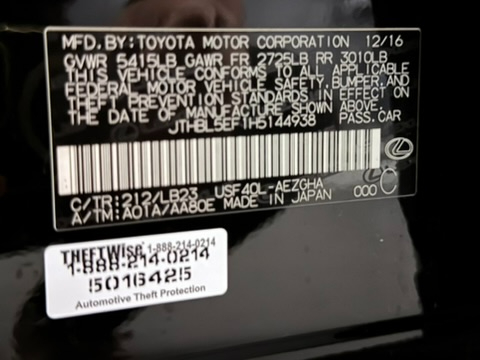 MFD.BY:TOYOTA MOTOR CORPORATION 12/16
GVWR 5415LB GAWR FR 2725LB RR 3010LB
THIS VEHICLE CONFORMS TO ALL APPLICABLE
FEDERAL MOTOR VEHICLE SAFETY,BUMPER,AND
THEFT PREVENTION STANDARDS IN EFFECT ON
THE DATE OF MANUFACTURE SHOWN ABOVE.
JTHBL5EF1H5144938 PASS.CAR
C/TR:212/LB23 USF40L-AEZGHA
A/TM:A01A/AA80E MADE IN JAPAN 000 C
THEFTWise 1-888-214-0214
1-888-214-0214
5016425
Automotive Theft Protection